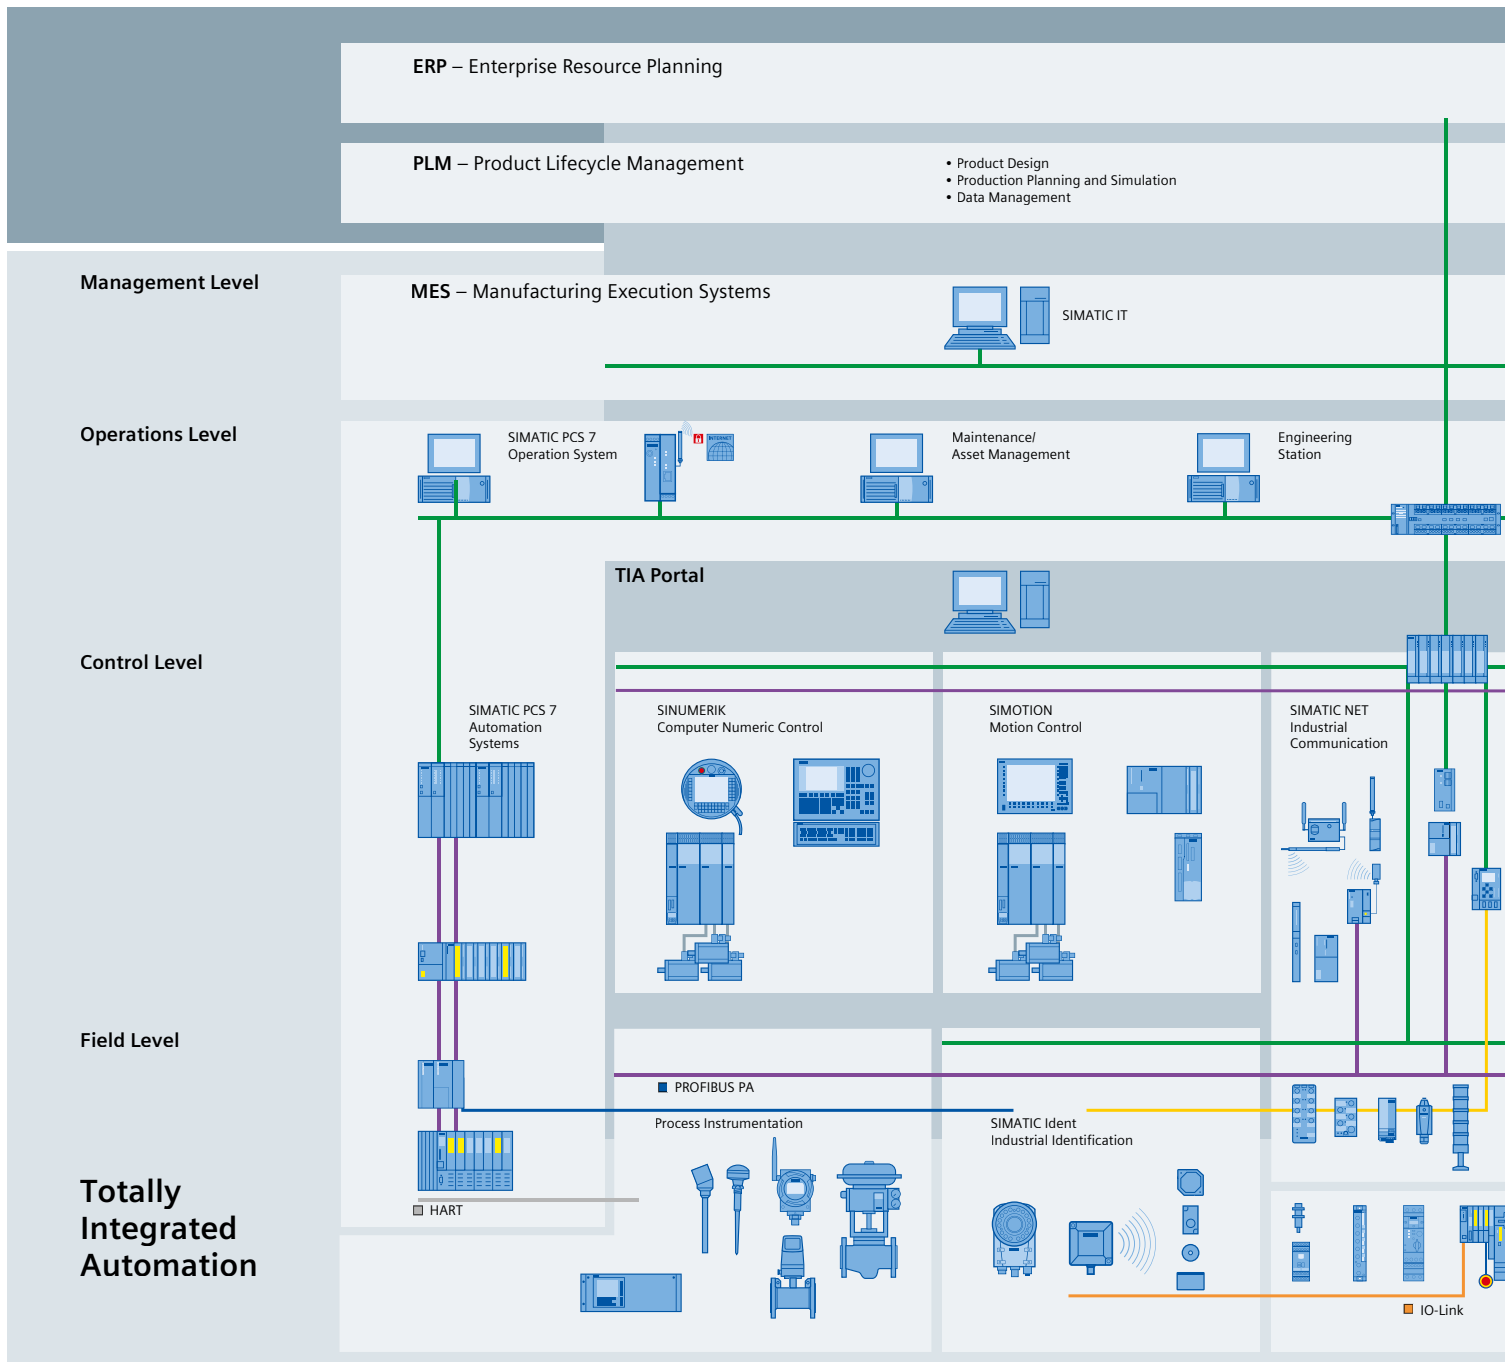 ERP – Enterprise Resource Planning
PLM – Product Lifecycle Management
• Product Design
• Production Planning and Simulation
• Data Management
Management Level
MES – Manufacturing Execution Systems
SIMATIC IT
Operations Level
SIMATIC PCS 7
Operation System
INTERNET
Maintenance/
Asset Management
Engineering
Station
TIA Portal
Control Level
SIMATIC PCS 7
Automation
Systems
SINUMERIK
Computer Numeric Control
SIMOTION
Motion Control
SIMATIC NET
Industrial
Communication
Field Level
PROFIBUS PA
Process Instrumentation
SIMATIC Ident
Industrial Identification
HART
Totally
Integrated
Automation
IO-Link